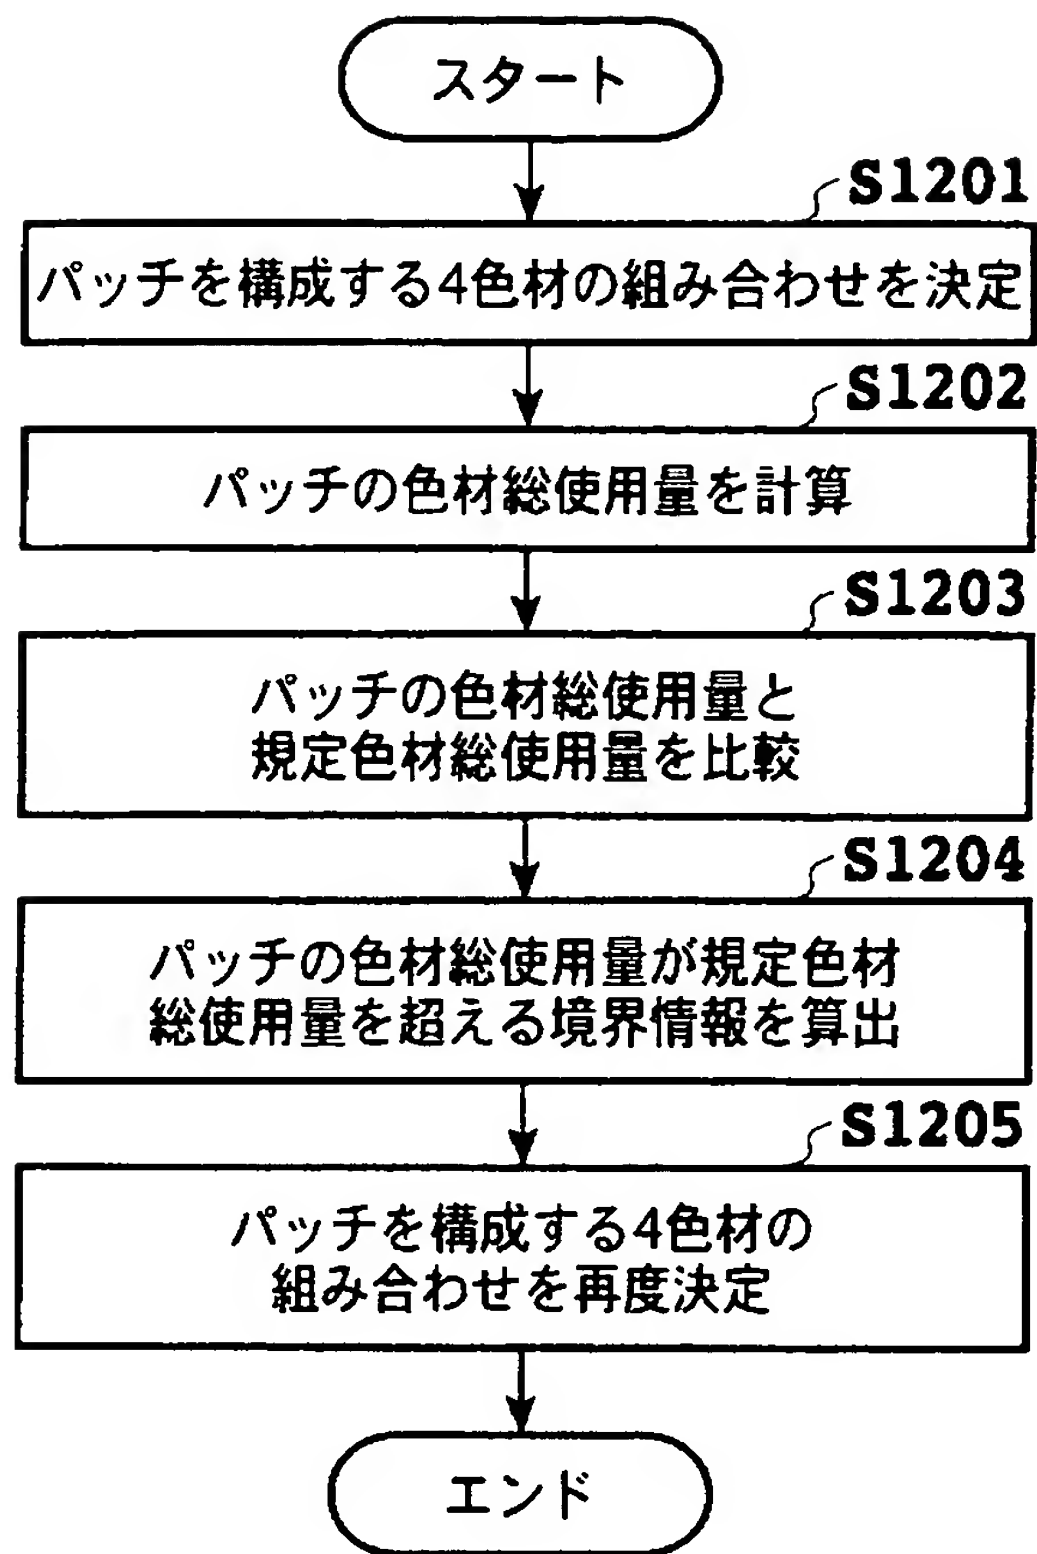 スタート
S1201
パッチを構成する4色材の組み合わせを決定
S1202
パッチの色材総使用量を計算
S1203
パッチの色材総使用量と
規定色材総使用量を比較
S1204
パッチの色材総使用量が規定色材
総使用量を超える境界情報を算出
S1205
パッチを構成する4色材の
組み合わせを再度決定
エンド